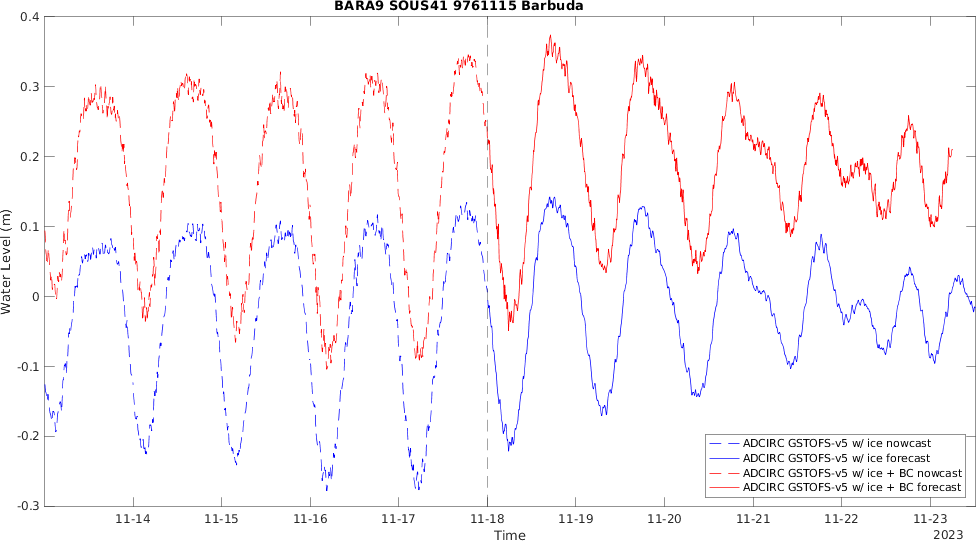 BARA9 SOUS41 9761115 Barbuda
0.4
0.3
0.2
0.1
0
-0.1
-0.2
-0.3
Water Level (m)
ADCIRC GSTOFS-v5 w/ ice nowcast
ADCIRC GSTOFS-v5 w/ ice forecast
ADCIRC GSTOFS-v5 w/ ice + BC nowcast
ADCIRC GSTOFS-v5 w/ ice + BC forecast
11-14 11-15 11-16 11-17 11-18 11-19 11-20 11-21 11-22 11-23
Time
2023